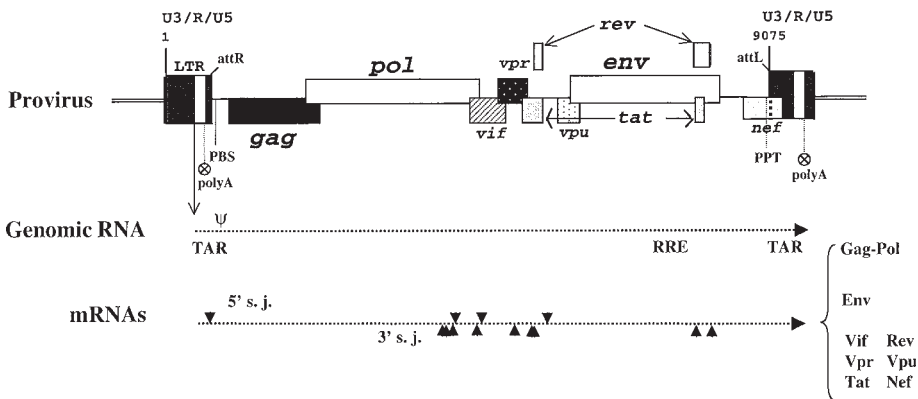 U3/R/U5 U3/R/U5
1 9075
LTR attR vpr rev attL
pol env
Provirus
gag vif vpu tat nef
PBS PPT
polyA polyA
Ψ
Genomic RNA
TAR RRE TAR
Gag-Pol
5' s. j. Env
mRNAs
3' s. j.
Vif Rev
Vpr Vpu
Tat Nef